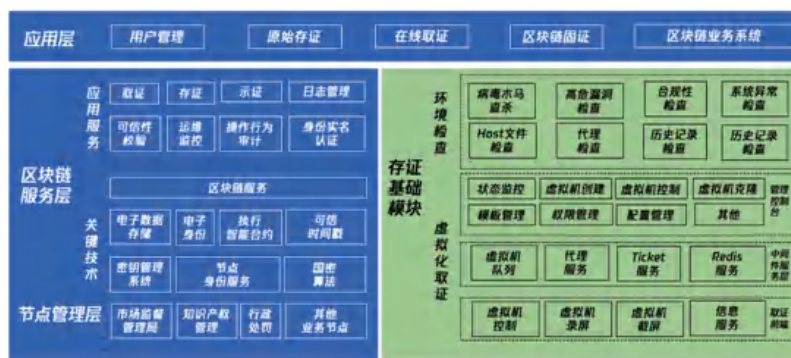 应用层
用户管理
原始存证
在线取证
区块链固证
区块链业务系统
区块链
服务层
应用
服务
取证
存证
示证
日志管理
可信性
校服
运维
监控
操作行为
审计
身份实名
认证
区块链服务
关键
技术
电子数据
存储
电子
身份
执行
智能合约
可信
时间戳
密钥管理
系统
节点
身份服务
国密
算法
节点管理层
市场监督
管理局
知识产权
管理
行政
处罚
其他
业务节点
存证
基础
模块
环境检查
病毒木马
查杀
高危漏洞
检查
合规性
检查
系统异常
检查
Host文件
检查
代理
检查
历史记录
检查
历史记录
检查
虚拟化取证
状态监控
虚拟机创建
虚拟机控制
虚拟机克隆
模板管理
权限管理
配置管理
其他
管理
控制
台
虚拟机
队列
代理
服务
Ticket
服务
Redis
服务
中间
件服
务层
虚拟机
控制
虚拟机
录屏
虚拟机
截屏
信息
服务
取证
前端